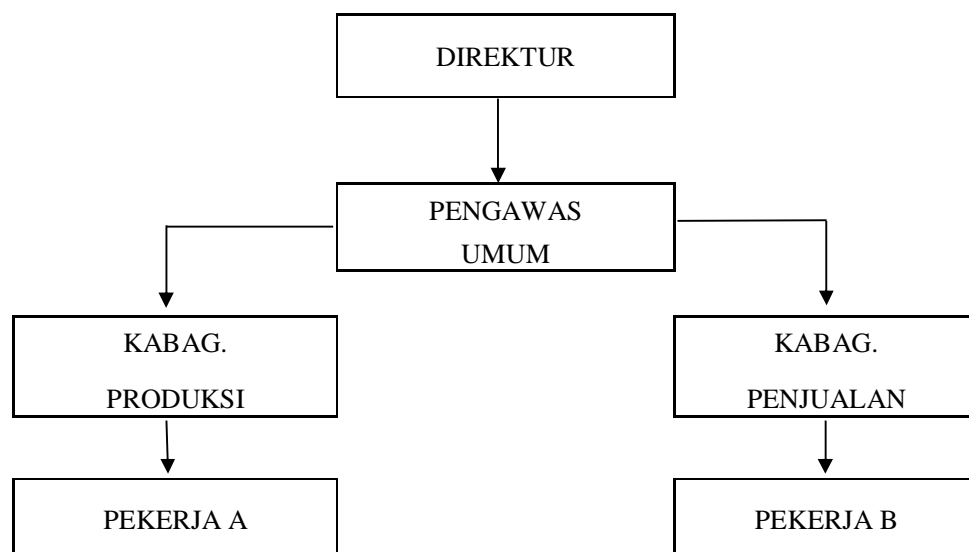 DIREKTUR
PENGAWAS
UMUM
KABAG.
PRODUKSI
KABAG.
PENJUALAN
PEKERJA A
PEKERJA B